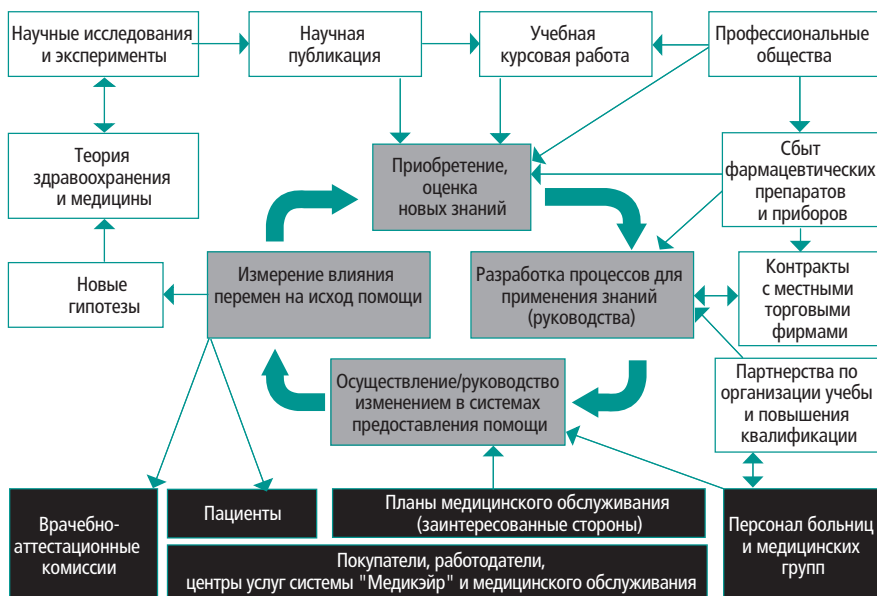 Научные исследования
и эксперименты
Научная
публикация
Учебная
курсовая работа
Профессиональные
общества
Теория
здравоохранения
и медицины
Приобретение,
оценка
новых знаний
Сбыт
фармацевтических
препаратов
и приборов
Новые
гипотезы
Измерение влияния
перемен на исход помощи
Разработка процессов для
применения знаний
(руководства)
Контракты
с местными
торговыми
фирмами
Осуществление/руководство
изменением в системах
предоставления помощи
Партнерства по
организации учебы
и повышения
квалификации
Врачебно-
аттестационные
комиссии
Пациенты
Планы медицинского обслуживания
(заинтересованные стороны)
Персонал больниц
и медицинских
групп
Покупатели, работодатели,
центры услуг системы "Медикэйр" и медицинского обслуживания